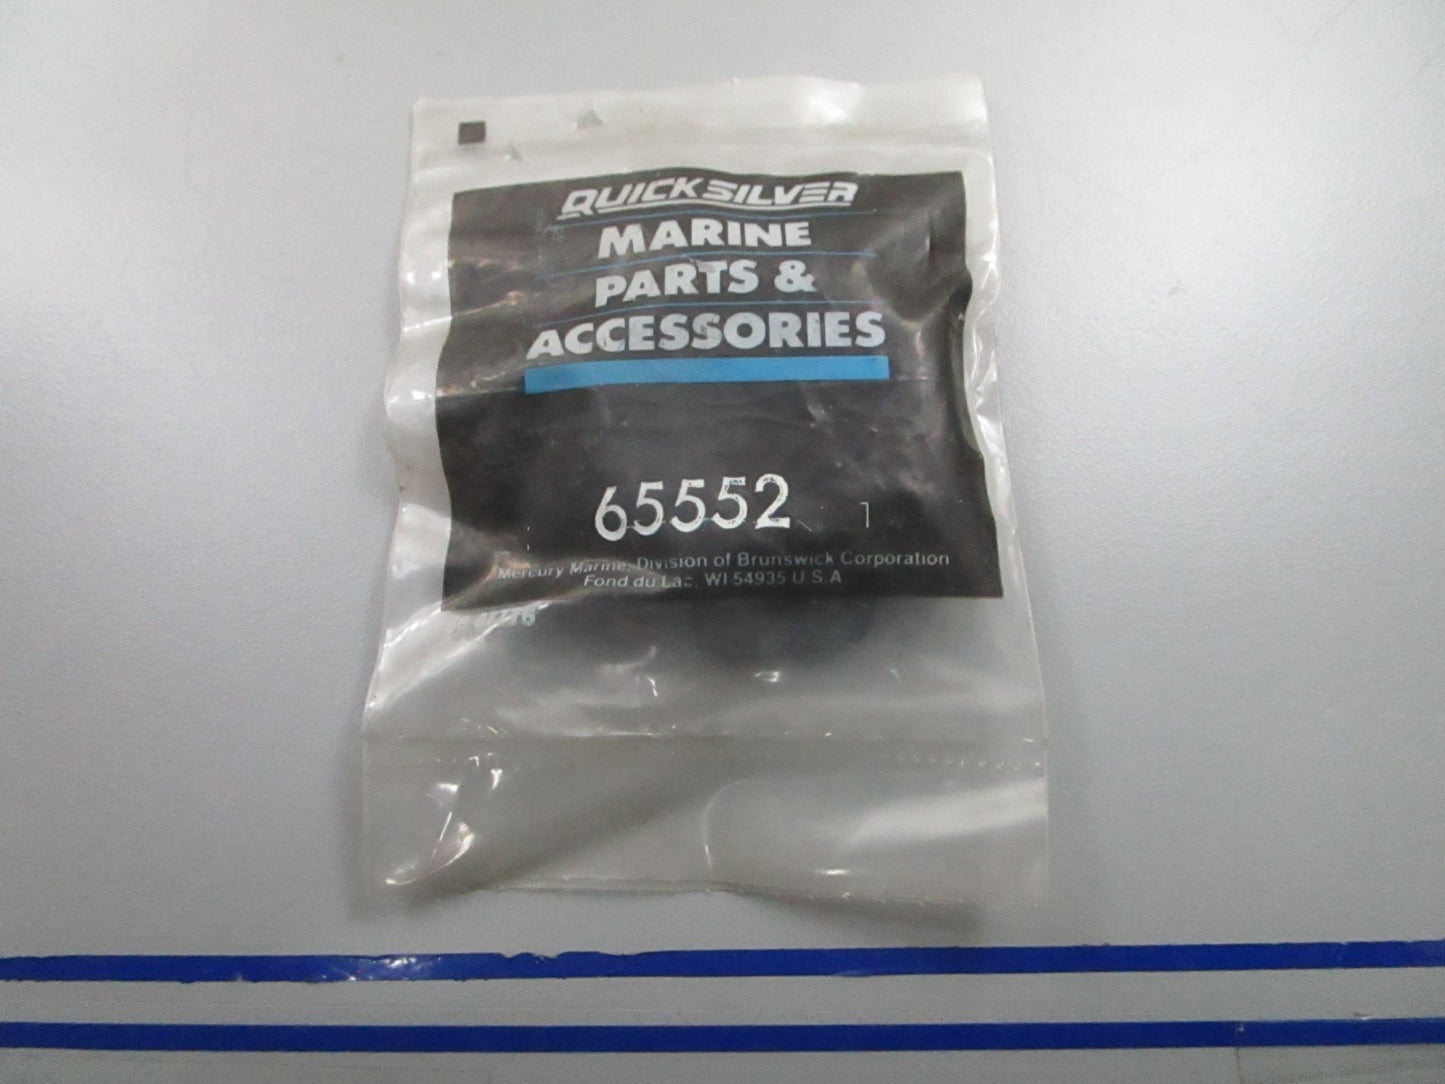 QUICKSILVER
MARINE
PARTS &
ACCESSORIES
65552 1
Mercury Marine, Division of Brunswick Corporation
Fond du Lac, WI 54935 U.S.A.